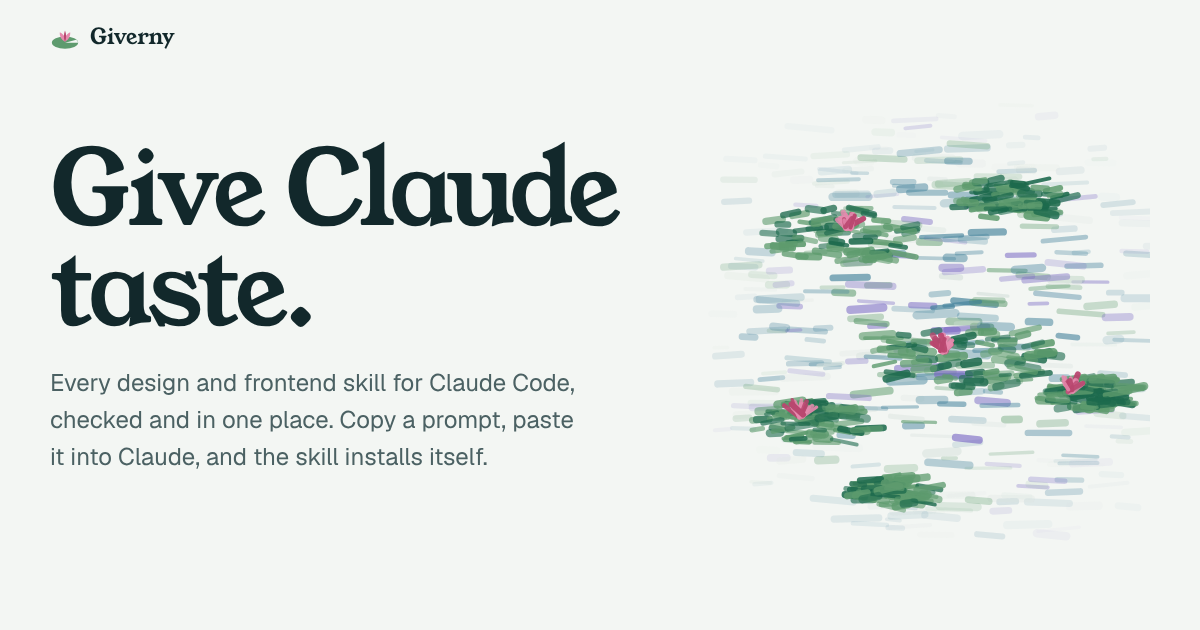 Giverny
Give Claude
taste.
Every design and frontend skill for Claude Code,
checked and in one place. Copy a prompt, paste
it into Claude, and the skill installs itself.